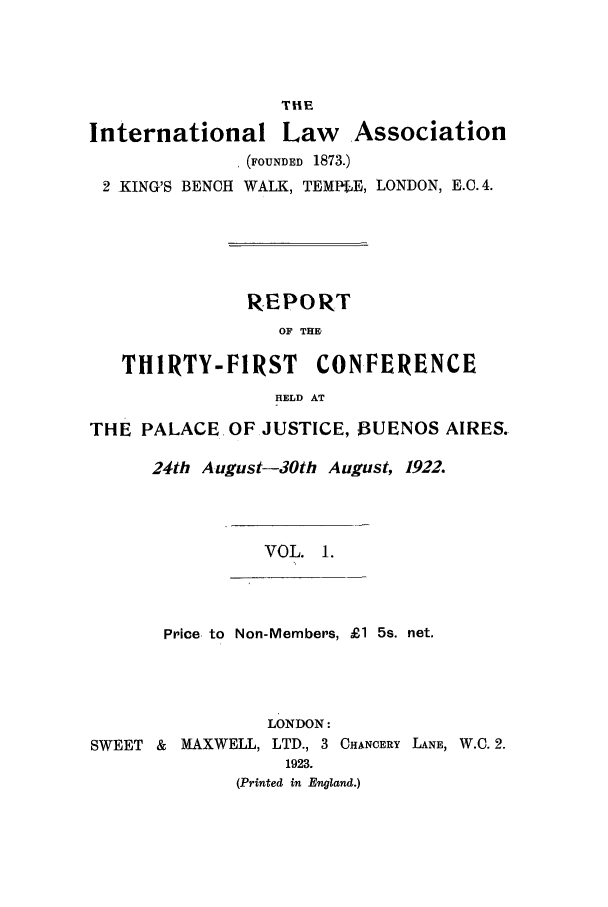 THE
International Law Association
(FOUNDED 1873.)
2 KING'S BENCH WALK, TEMPLE, LONDON, E.C. 4.
REPORT
OF THE
THIRTY-FIRST CONFERENCE
HELD AT
THE PALACE OF JUSTICE, BUENOS AIRES.
24th August—30th August, 1922.
VOL. 1.
Price to Non-Members, £1 5s. net.
LONDON:
SWEET & MAXWELL, LTD., 3 CHANCERY LANE, W.C. 2.
1923.
(Printed in England.)